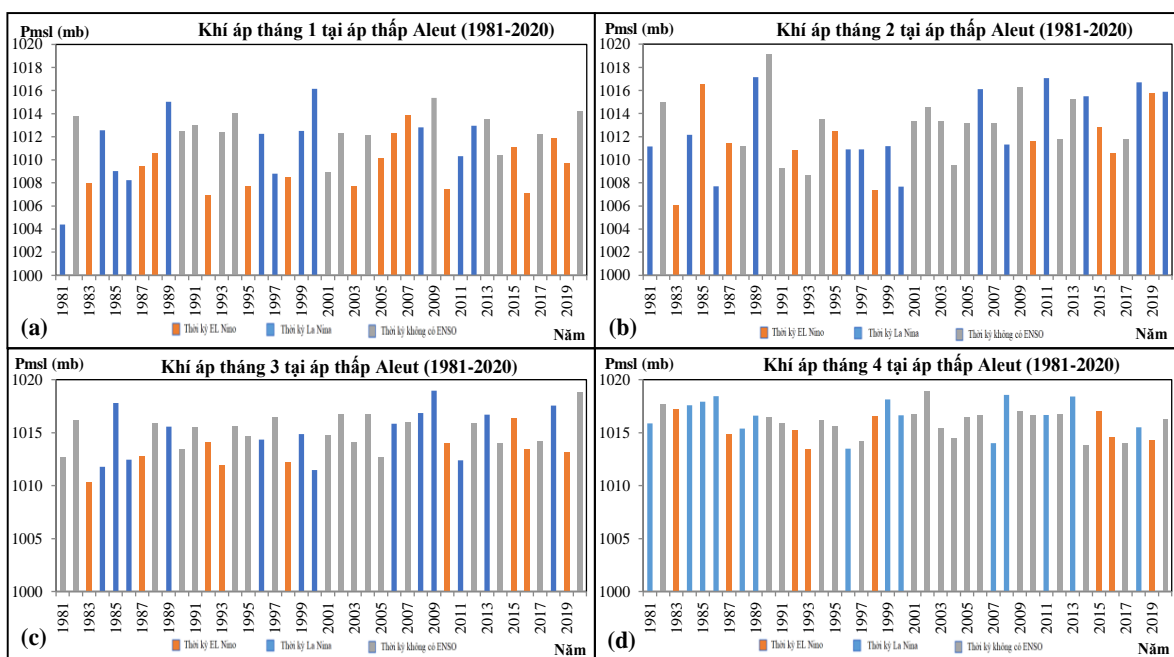 Pmsl (mb) Khí áp tháng 1 tại áp thấp Aleut (1981-2020)
1020
1018
1016
1014
1012
1010
1008
1006
1004
1002
1000
1981 1983 1985 1987 1989 1991 1993 1995 1997 1999 2001 2003 2005 2007 2009 2011 2013 2015 2017 2019
(a) Thời kỳ EL Nino Thời kỳ La Nina Thời kỳ không có ENSO Năm
Pmsl (mb) Khí áp tháng 2 tại áp thấp Aleut (1981-2020)
1020
1018
1016
1014
1012
1010
1008
1006
1004
1002
1000
1981 1983 1985 1987 1989 1991 1993 1995 1997 1999 2001 2003 2005 2007 2009 2011 2013 2015 2017 2019
(b) Thời kỳ EL Nino Thời kỳ La Nina Thời kỳ không có ENSO Năm
Pmsl (mb) Khí áp tháng 3 tại áp thấp Aleut (1981-2020)
1020
1015
1010
1005
1000
1981 1983 1985 1987 1989 1991 1993 1995 1997 1999 2001 2003 2005 2007 2009 2011 2013 2015 2017 2019
(c) Thời kỳ EL Nino Thời kỳ La Nina Thời kỳ không có ENSO Năm
Pmsl (mb) Khí áp tháng 4 tại áp thấp Aleut (1981-2020)
1020
1015
1010
1005
1000
1981 1983 1985 1987 1989 1991 1993 1995 1997 1999 2001 2003 2005 2007 2009 2011 2013 2015 2017 2019
(d) Thời kỳ EL Nino Thời kỳ La Nina Thời kỳ không có ENSO Năm